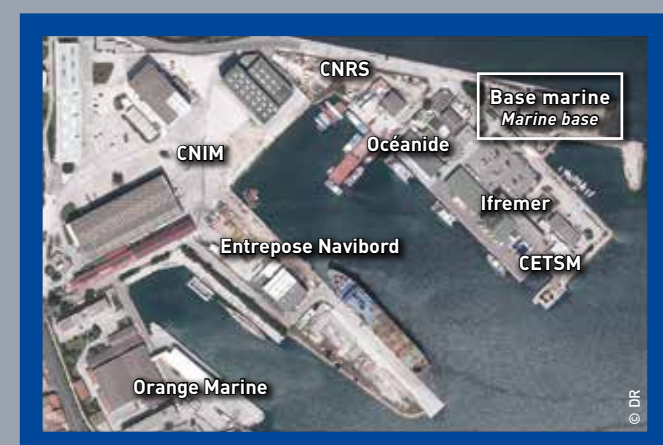 CNRS
Base marine
Marine base
Océanide
CNIM
Ifremer
Entrepose Navibord
CETSM
Orange Marine
© DR